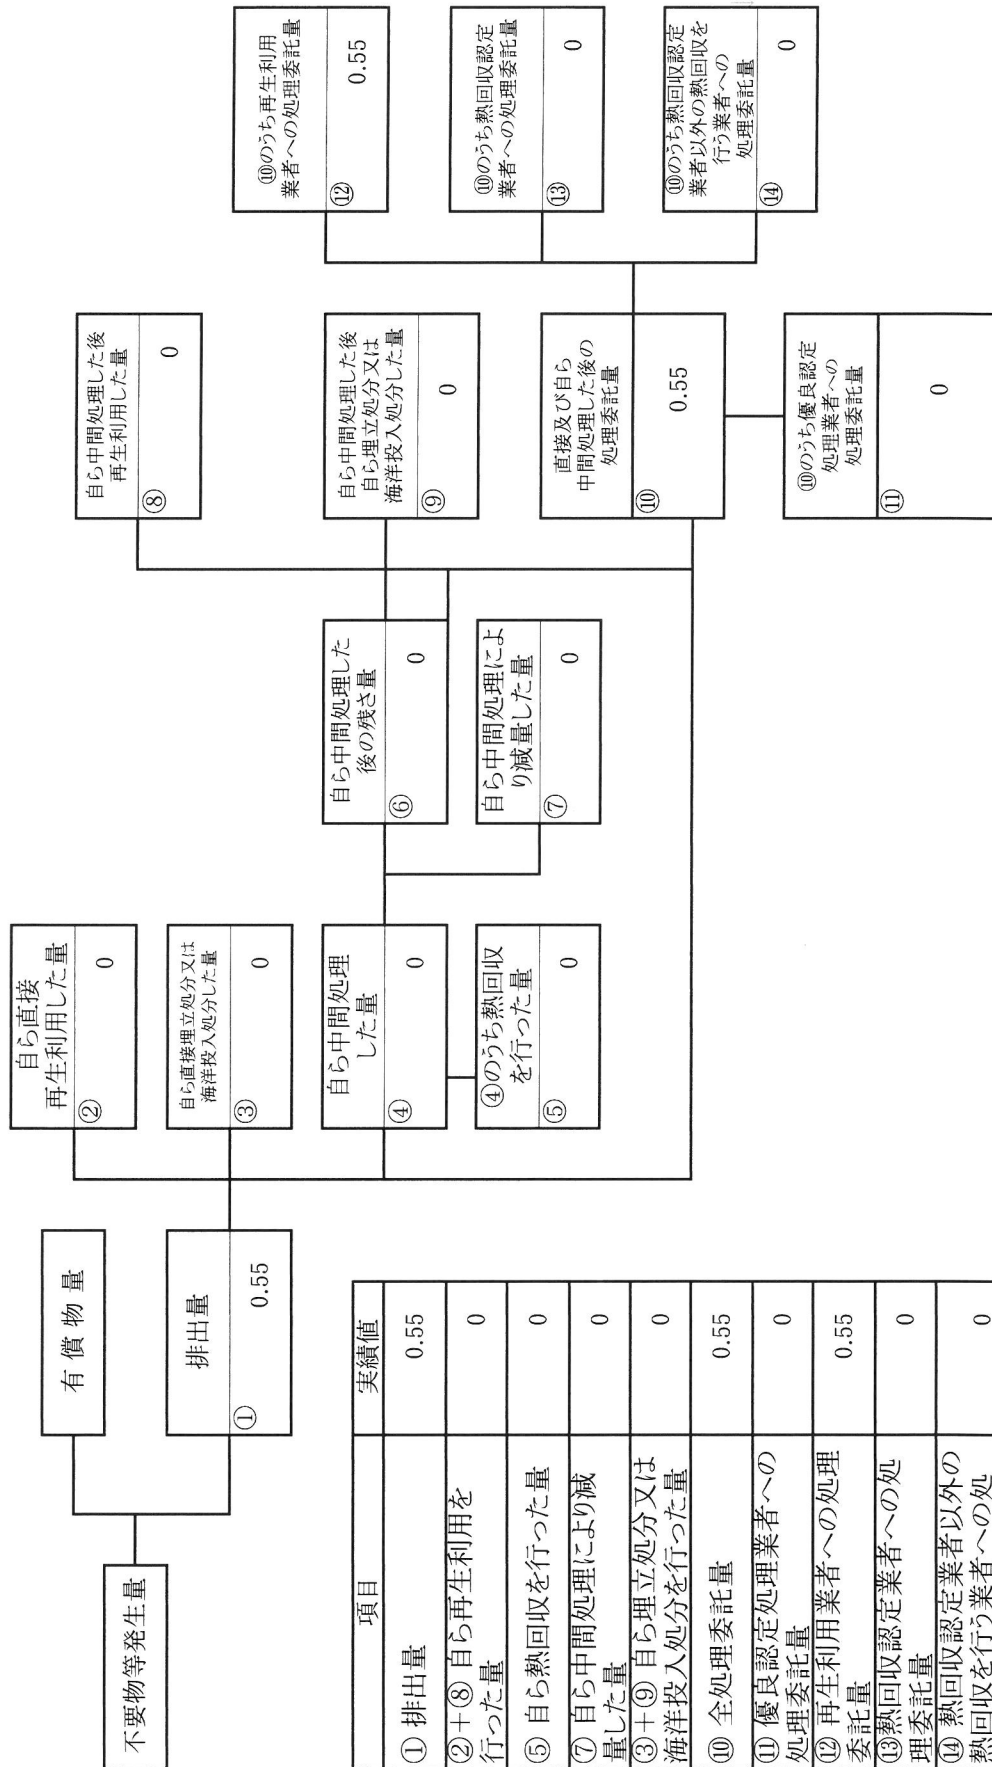 不要物等発生量
有償物量
排出量
①
0.55
自ら直接
再生利用した量
②
0
自ら直接埋立処分又は
海洋投入処分した量
③
0
自ら中間処理
した量
④
0
④のうち熱回収
を行った量
⑤
0
自ら中間処理した
後の残さ量
⑥
0
自ら中間処理によ
り減量した量
⑦
0
自ら中間処理した後
再生利用した量
⑧
0
自ら中間処理した後
自ら埋立処分又は
海洋投入処分した量
⑨
0
直接及び自ら
中間処理した後の
処理委託量
⑩
0.55
⑩のうち優良認定
処理業者への
処理委託量
⑪
0
⑩のうち再生利用
業者への処理委託量
⑫
0.55
⑩のうち熱回収認定
業者への処理委託量
⑬
0
⑩のうち熱回収認定
業者以外の熱回収を
行う業者への
処理委託量
⑭
0
項目 実績値
① 排出量 0.55
②+⑧ 自ら再生利用を
行った量 0
⑤ 自ら熱回収を行った量 0
⑦ 自ら中間処理により減
量した量 0
③+⑨ 自ら埋立処分又は
海洋投入処分を行った量 0
⑩ 全処理委託量 0.55
⑪ 優良認定処理業者への
処理委託量 0
⑫ 再生利用業者への処理
委託量 0.55
⑬熱回収認定業者への処
理委託量 0
⑭ 熱回収認定業者以外の
熱回収を行う業者への処 0